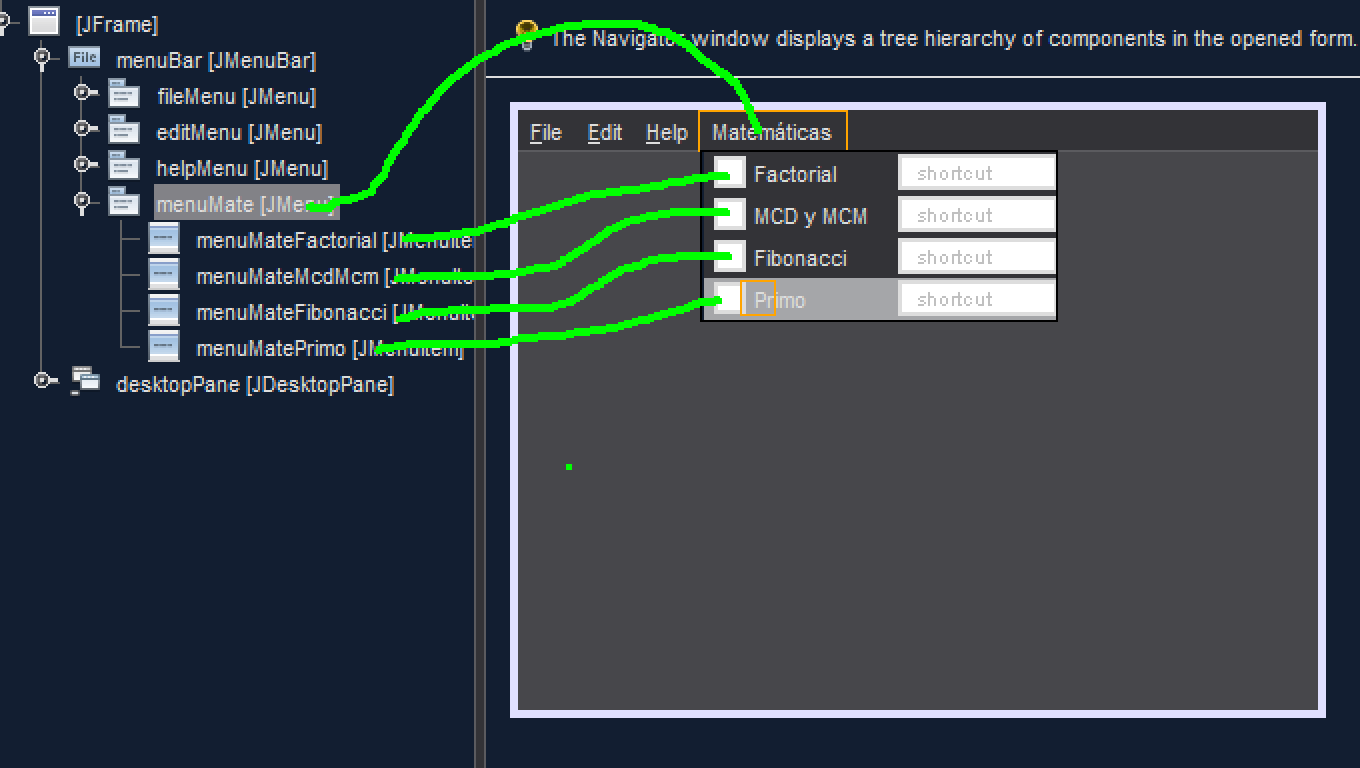 [JFrame]
The Navigator window displays a tree hierarchy of components in the opened form.
File
menuBar [JMenuBar]
fileMenu [JMenu]
editMenu [JMenu]
helpMenu [JMenu]
menuMate [JMenu]
menuMateFactorial [JMenuIte
menuMateMcdMcm [JMenuIte
menuMateFibonacci [JMenuIte
menuMatePrimo [JMenuItem]
desktopPane [JDesktopPane]
File Edit Help Matemáticas
Factorial shortcut
MCD y MCM shortcut
Fibonacci shortcut
Primo shortcut